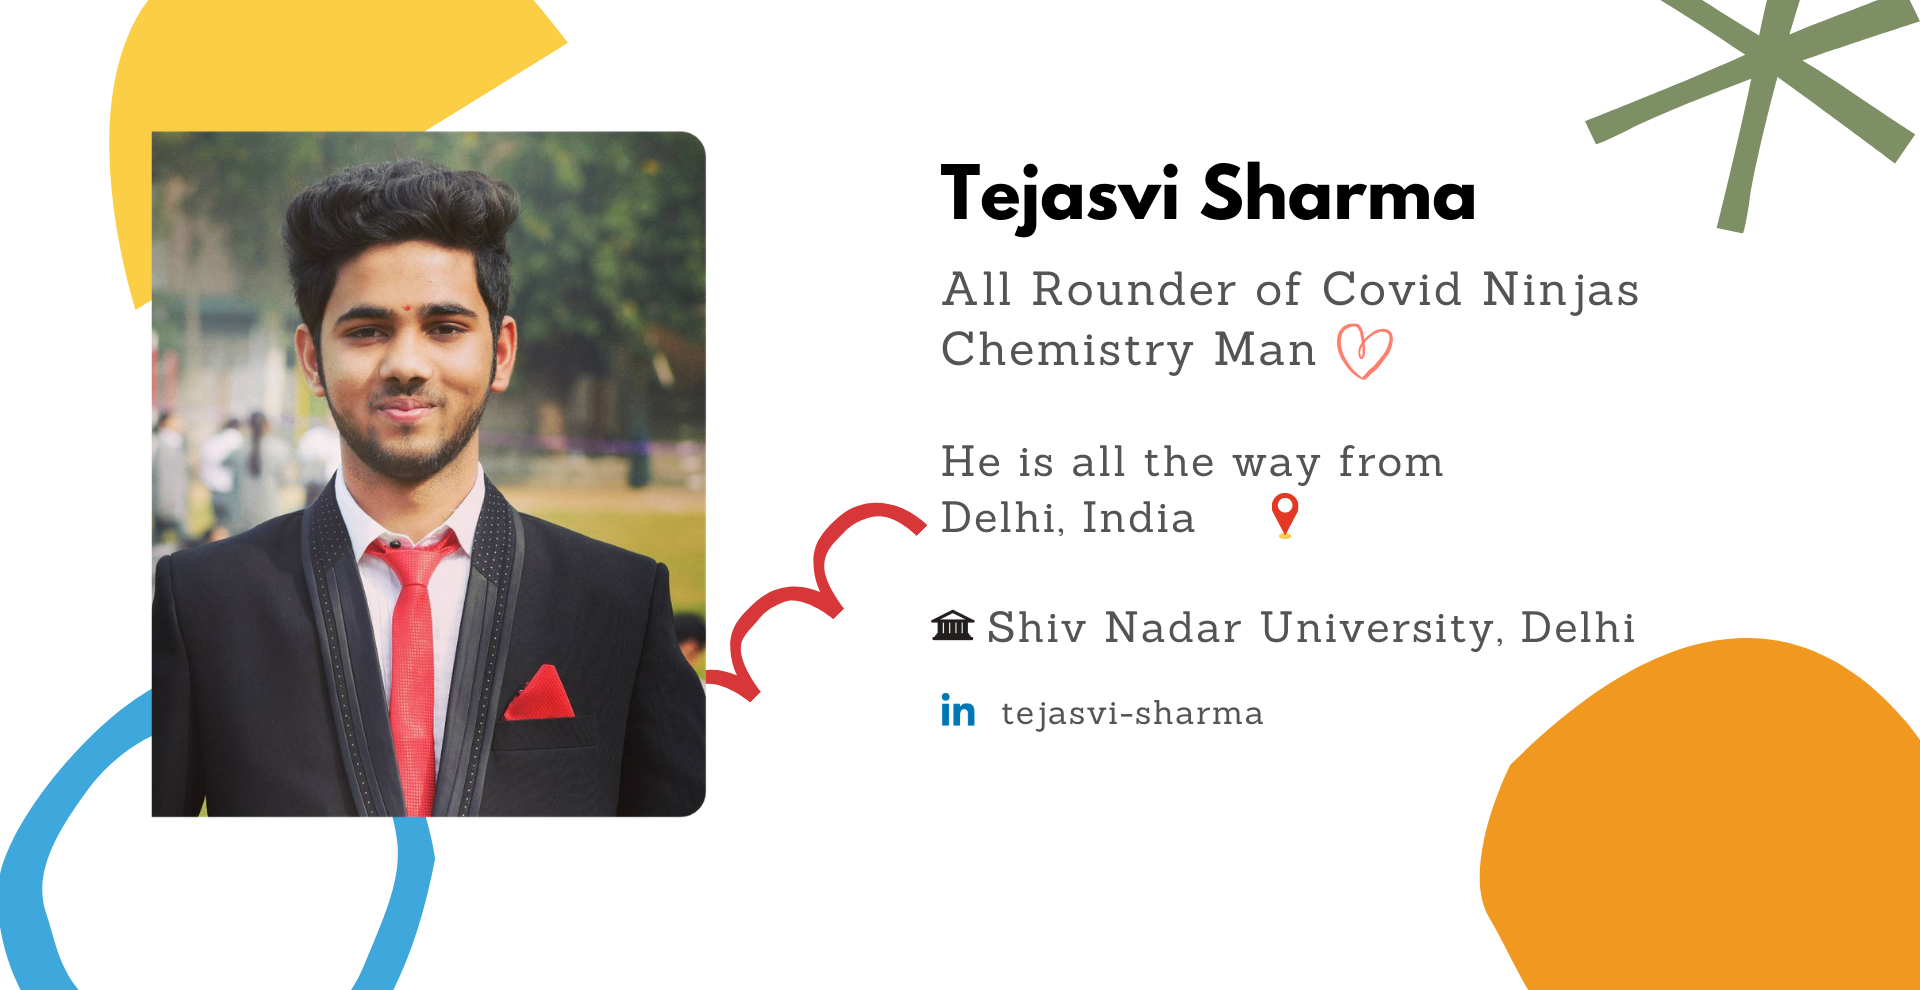 Tejasvi Sharma
All Rounder of Covid Ninjas
Chemistry Man
He is all the way from
Delhi, India
Shiv Nadar University, Delhi
in tejasvi-sharma